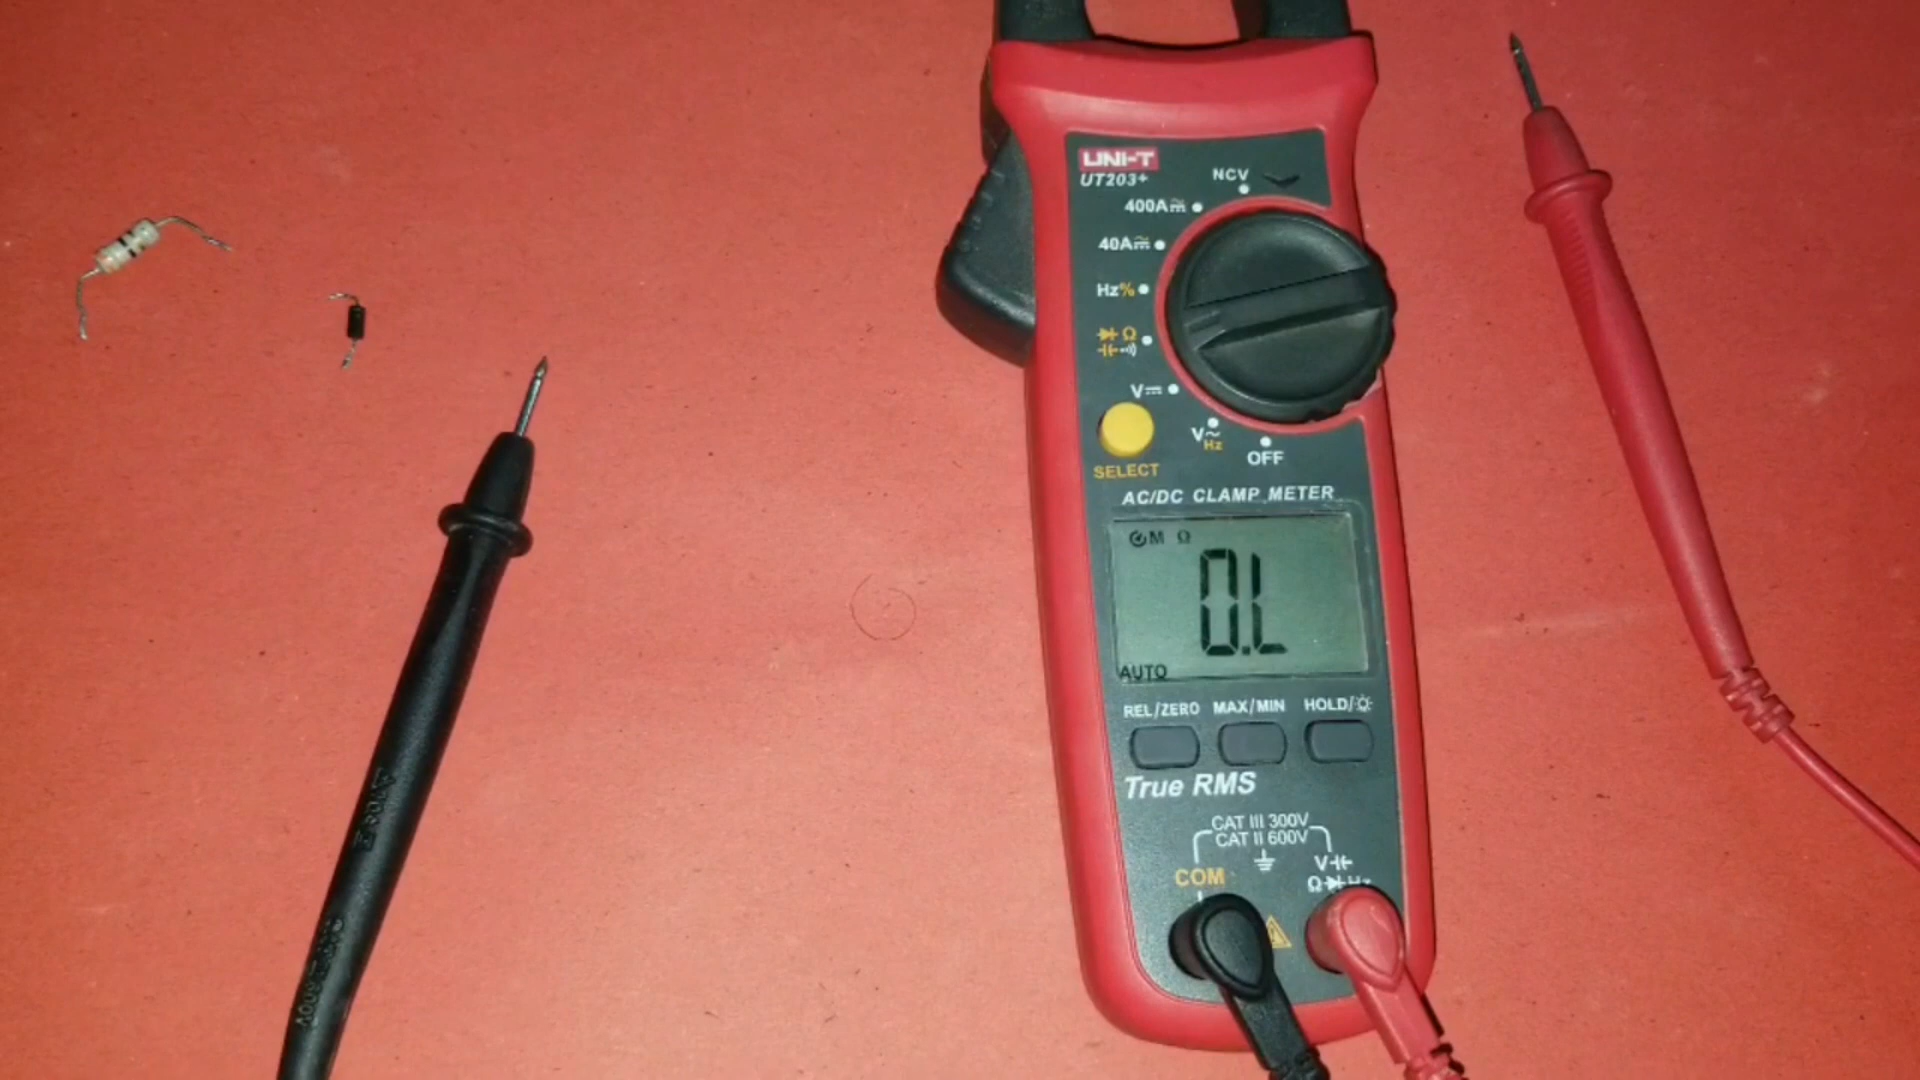 UNI-T
UT203+
NCV
400A
40A
Hz%
Ω
V
V~
Hz
OFF
SELECT
AC/DC CLAMP METER
M Ω
0.L
AUTO
REL/ZERO MAX/MIN HOLD/
True RMS
CAT III 300V
CAT II 600V
COM
V
Ω Hz